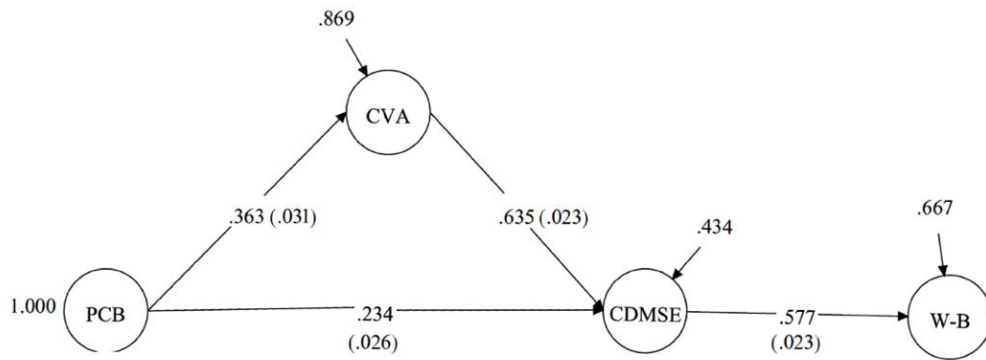 .869
CVA
.363 (.031)
.635 (.023)
.434
.667
1.000
PCB
.234
(.026)
CDMSE
.577
(.023)
W-B